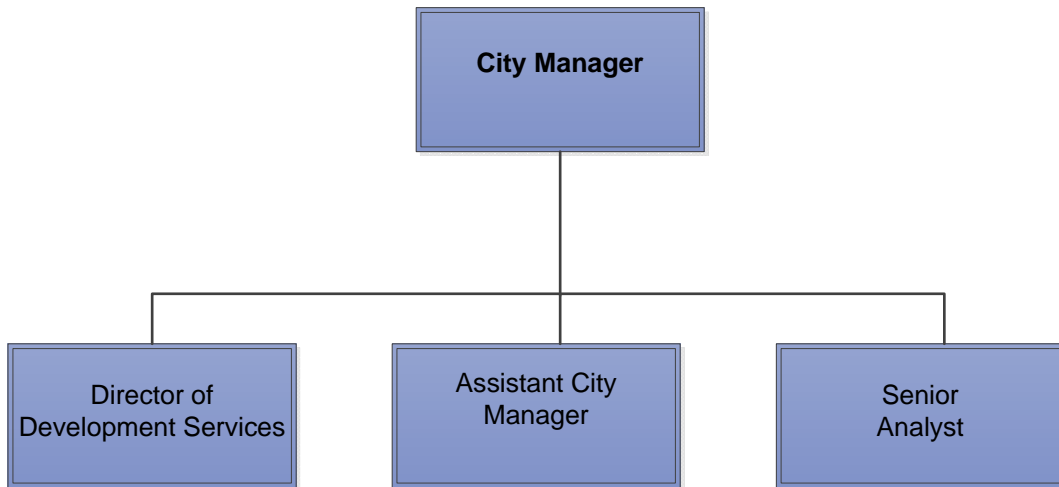 City Manager
Director of
Development Services
Assistant City
Manager
Senior
Analyst